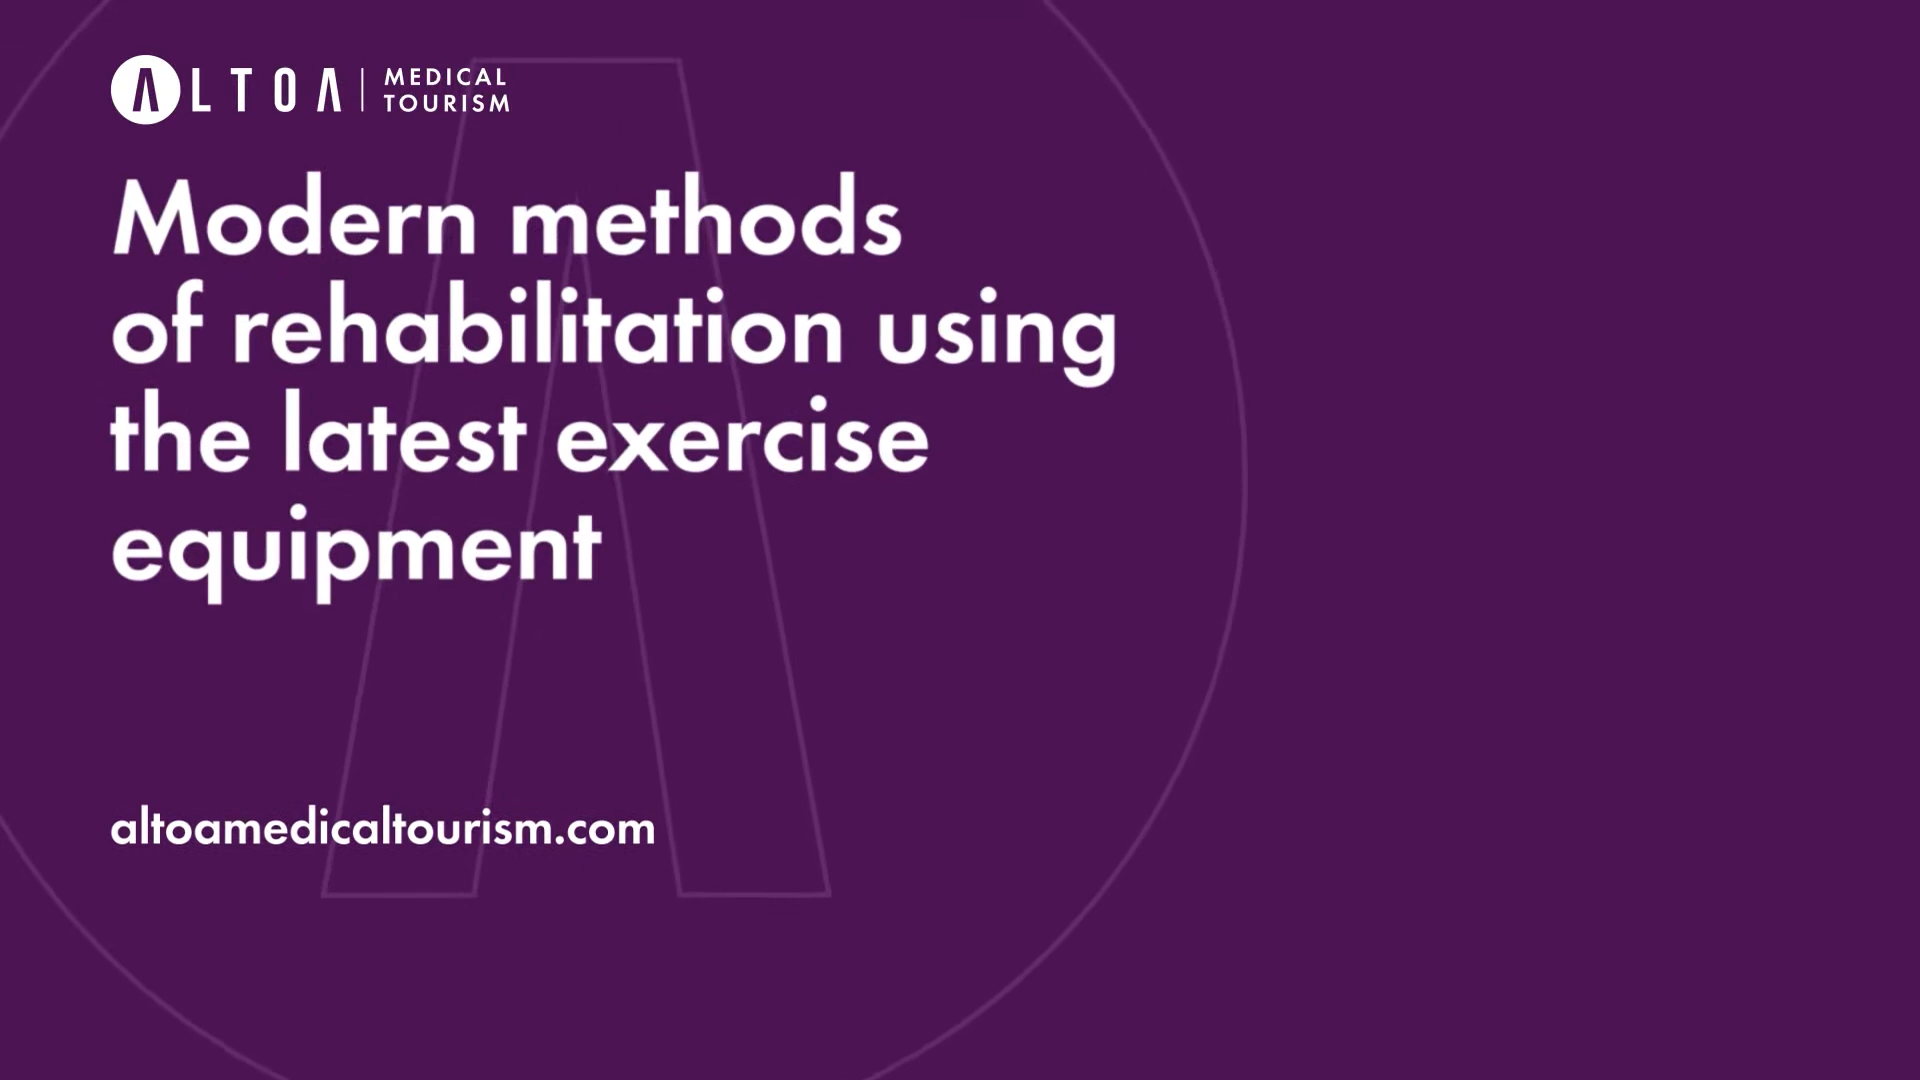 ALTOA | MEDICAL TOURISM
Modern methods
of rehabilitation using
the latest exercise
equipment
altoamedicaltourism.com